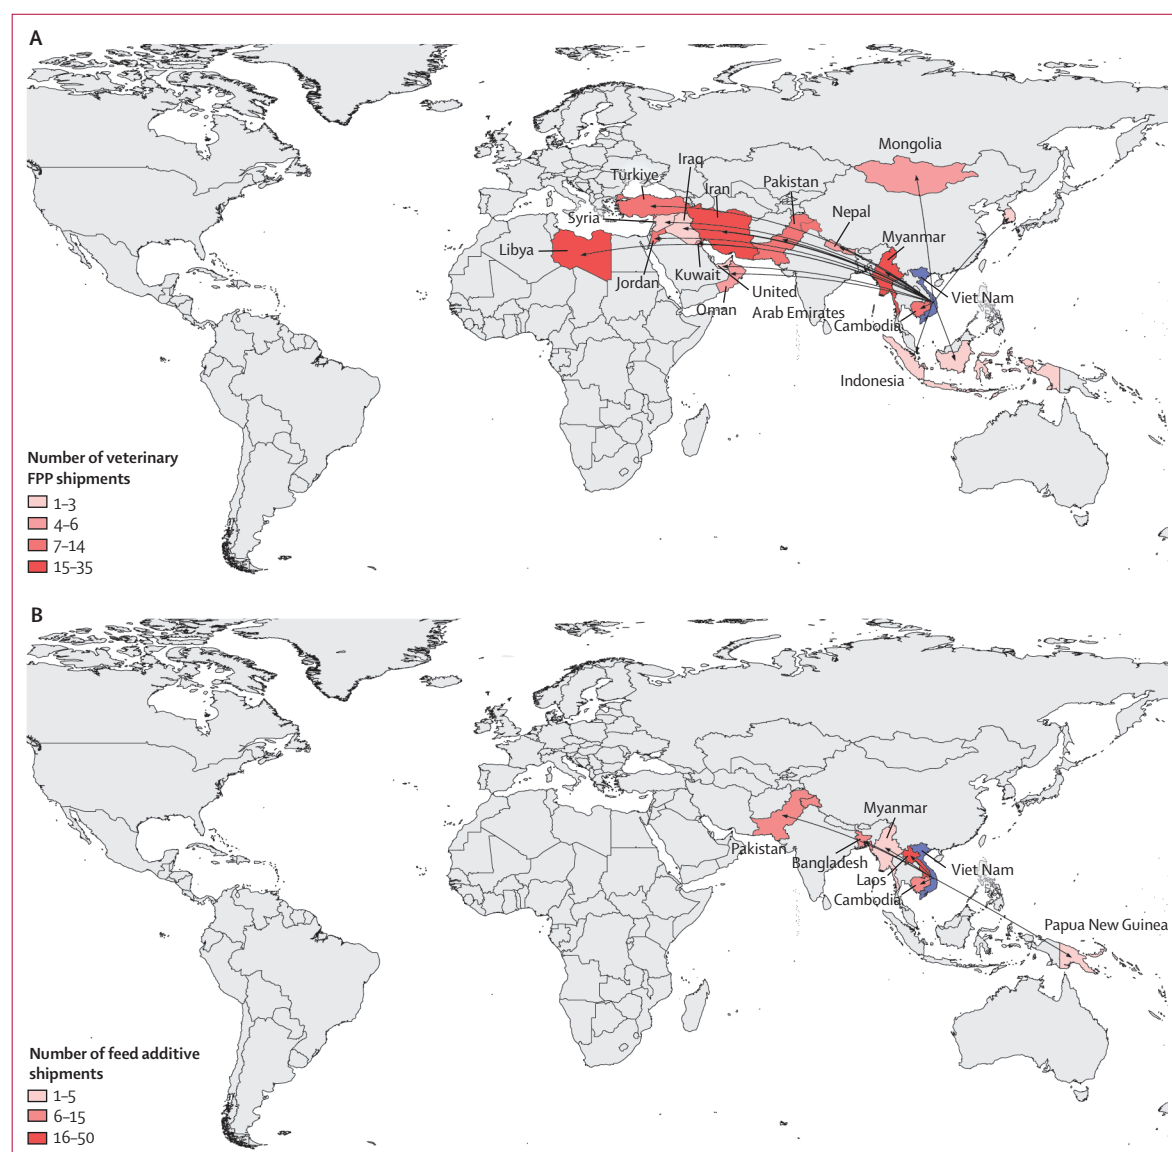 A
Mongolia
Iraq
Türkiye
Iran
Pakistan
Syria
Nepal
Libya
Myanmar
Jordan
Kuwait
Oman
United
Arab Emirates
Viet Nam
Cambodia
Indonesia
Number of veterinary
FPP shipments
1–3
4–6
7–14
15–35
B
Myanmar
Pakistan
Bangladesh
Laos
Viet Nam
Cambodia
Papua New Guinea
Number of feed additive
shipments
1–5
6–15
16–50